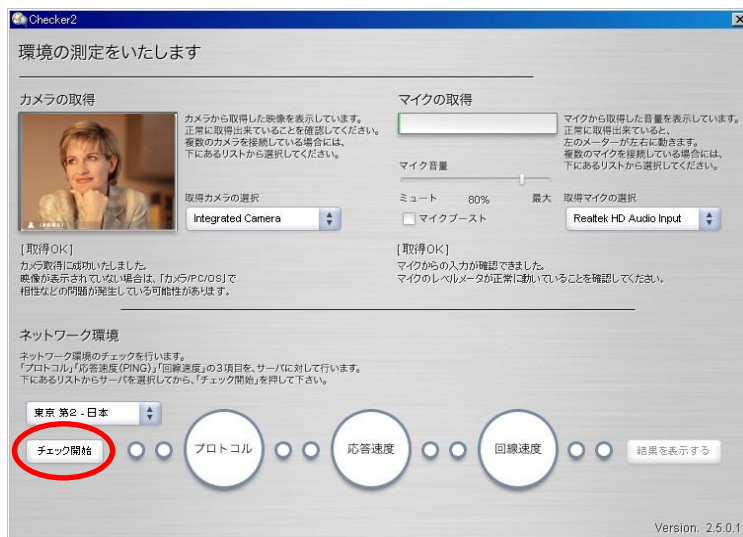 Checker2
環境の測定をいたします
カメラの取得
カメラから取得した映像を表示しています。
正常に取得出来ていることを確認してください。
複数のカメラを接続している場合には、
下にあるリストから選択してください。
取得カメラの選択
Integrated Camera
[取得OK]
カメラ取得に成功いたしました。
映像が表示されていない場合は、「カメラ/PC/OS」で
相性などの問題が発生している可能性があります。
マイクの取得
マイクから取得した音量を表示しています。
正常に取得出来ていると、
左のメーターが左右に動きます。
複数のマイクを接続している場合には、
下にあるリストから選択してください。
マイク音量
ミュート 80% 最大
マイクブースト
取得マイクの選択
Realtek HD Audio Input
[取得OK]
マイクからの入力が確認できました。
マイクのレベルメータが正常に動いていることを確認してください。
ネットワーク環境
ネットワーク環境のチェックを行います。
「プロトコル」「応答速度(PING)」「回線速度」の3項目を、サーバに対して行います。
下にあるリストからサーバを選択してから、「チェック開始」を押して下さい。
東京 第2 - 日本
チェック開始
プロトコル
応答速度
回線速度
結果を表示する
Version. 2.5.0.1